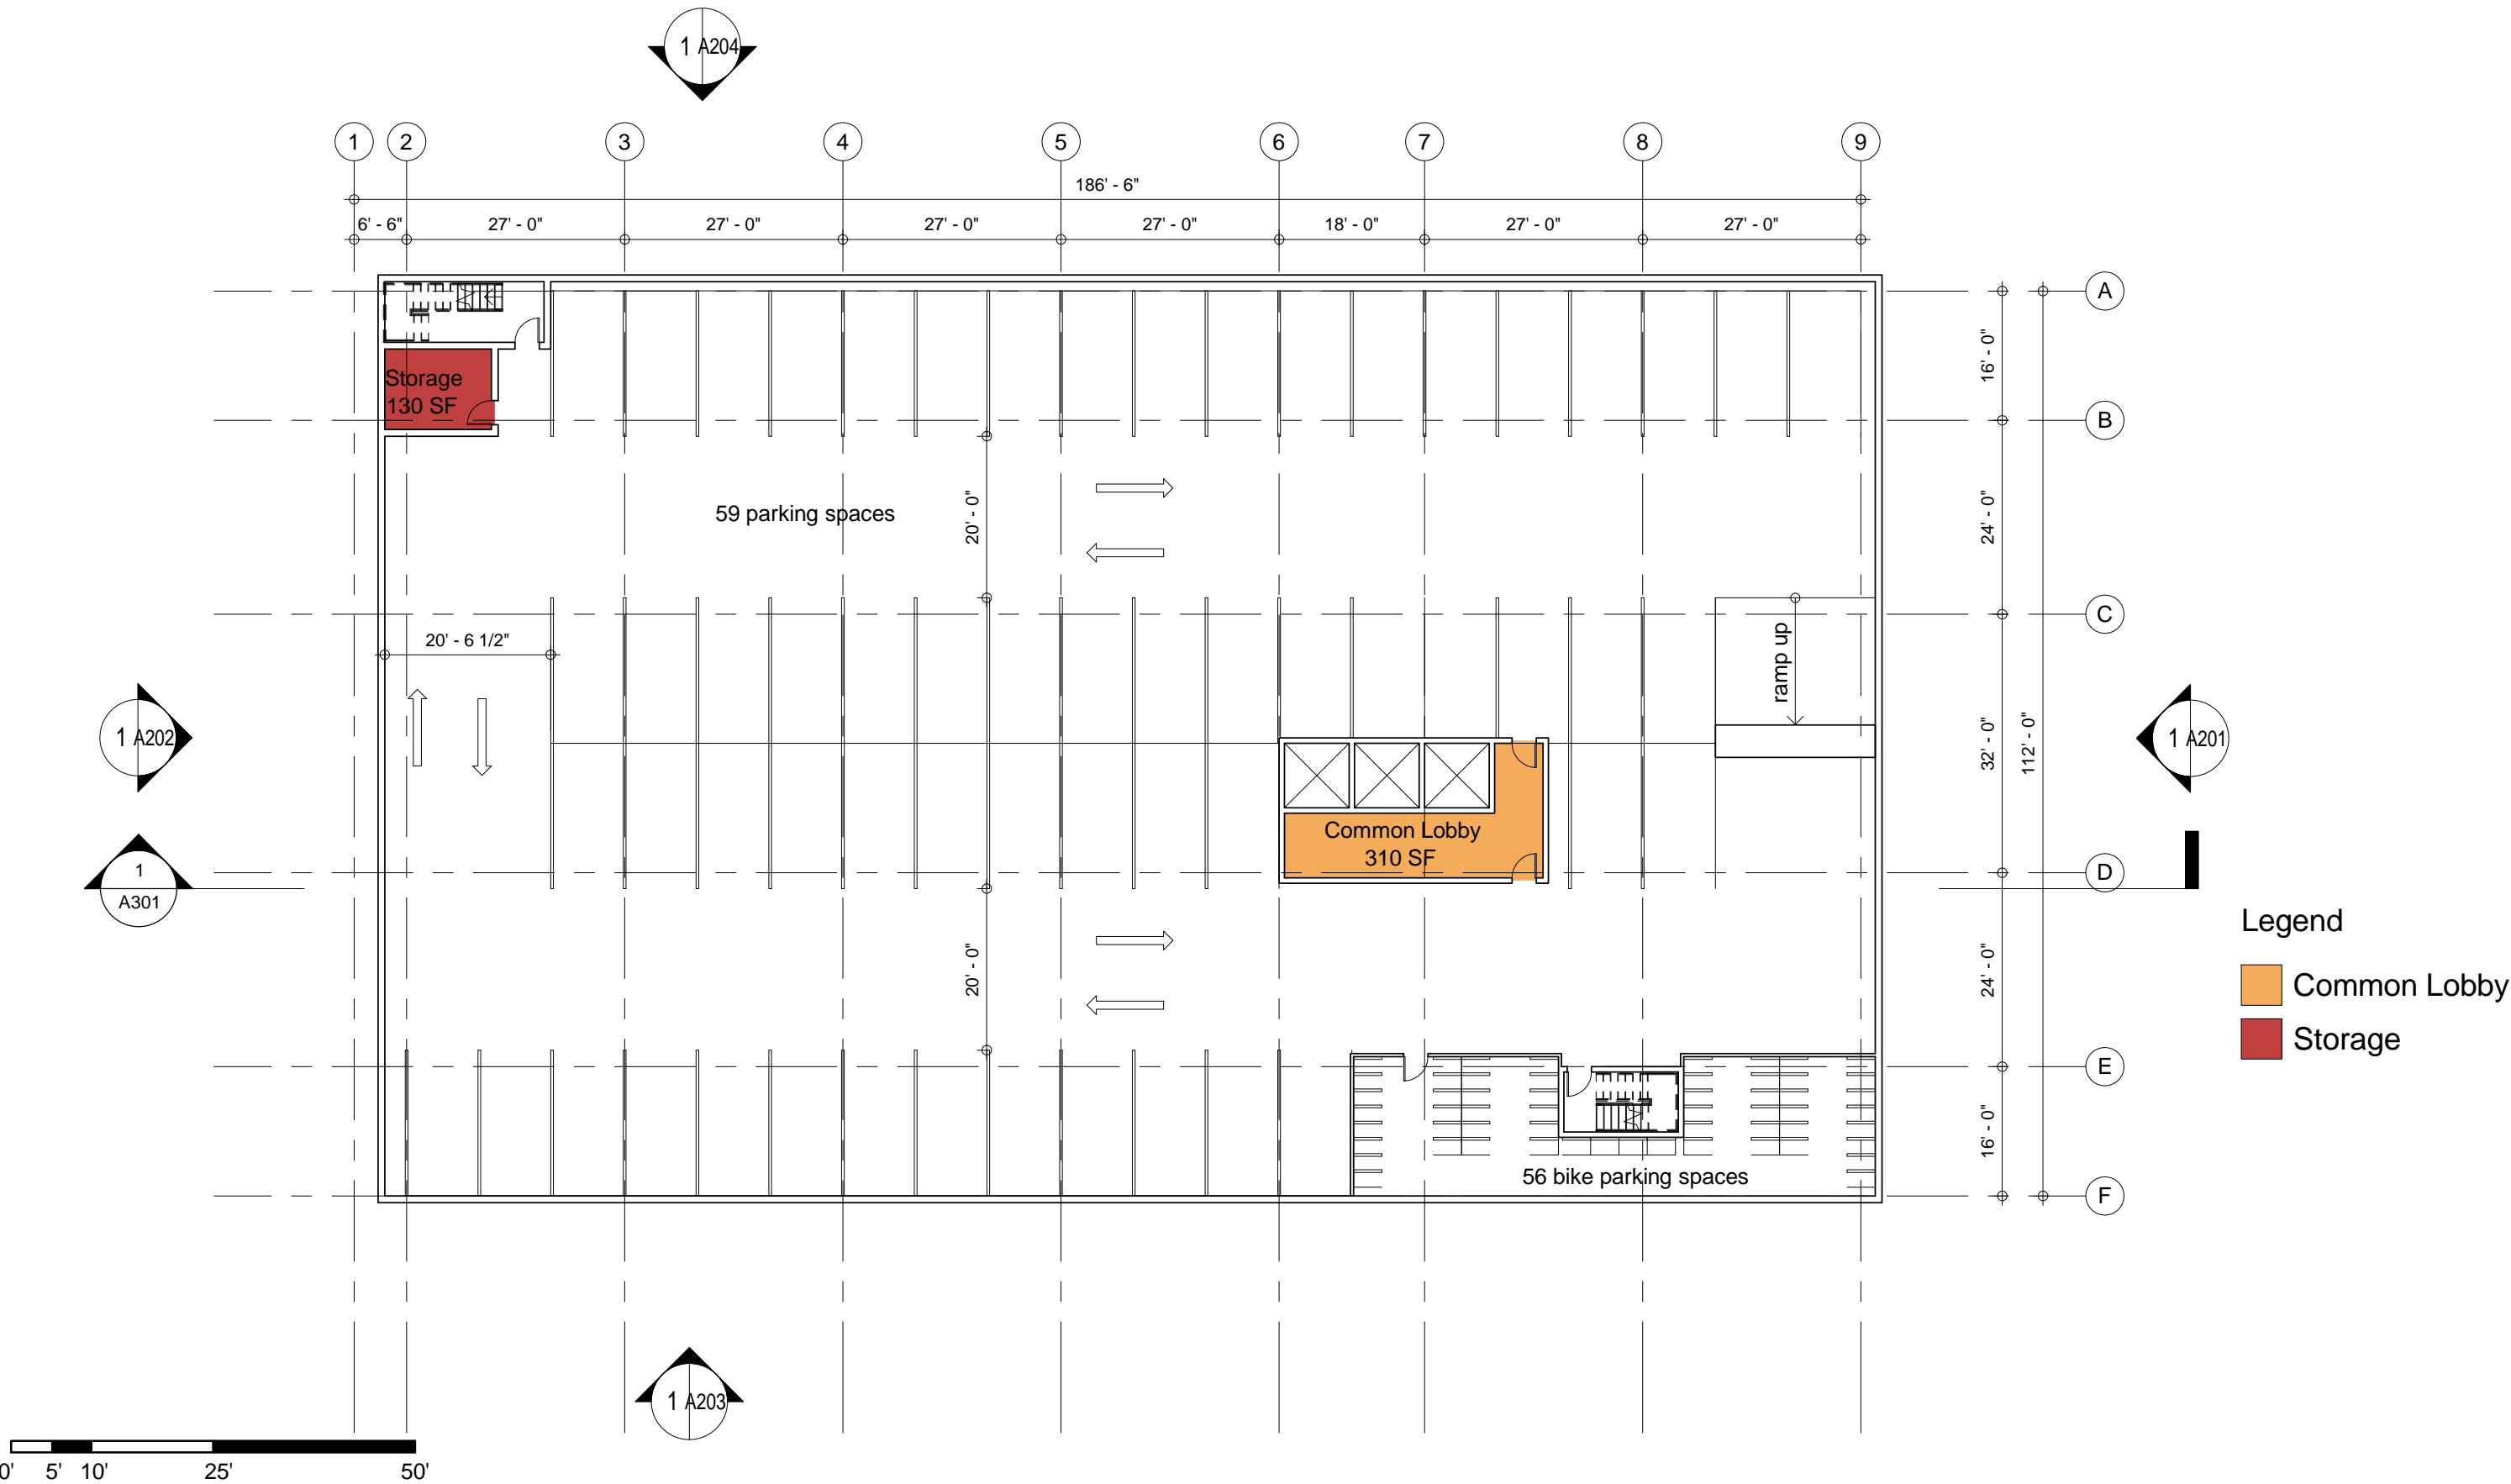 1 A204
1 2 3 4 5 6 7 8 9
186' - 6"
6' - 6" 27' - 0" 27' - 0" 27' - 0" 27' - 0" 18' - 0" 27' - 0" 27' - 0"
A
16' - 0"
Storage
130 SF
B
59 parking spaces
20' - 0"
24' - 0"
C
20' - 6 1/2"
ramp up
1 A202
32' - 0"
112' - 0"
1 A201
Common Lobby
310 SF
1
A301
D
Legend
20' - 0"
24' - 0"
Common Lobby
Storage
E
16' - 0"
56 bike parking spaces
F
1 A203
0' 5' 10' 25' 50'